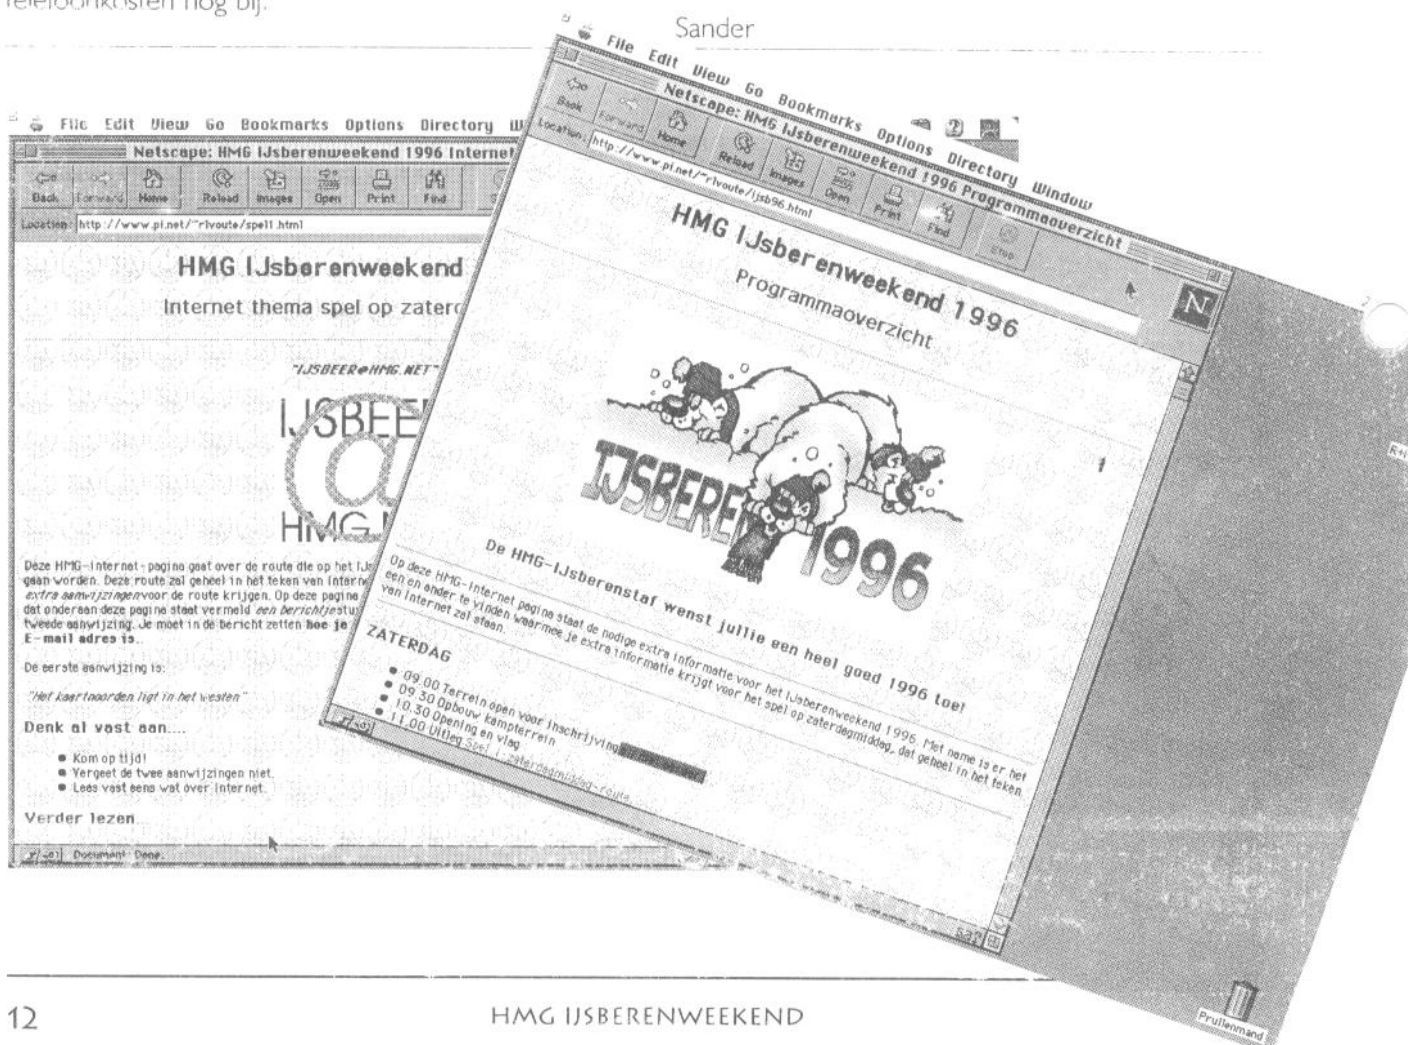 telefoonkosten nog bij.
Sander
File Edit View Go Bookmarks Options Directory
Netscape: HMG IJsberenweekend 1996 Internet
Back Forward Home Reload Images Open Print Find
Location: http://www.pi.net/~rlvoute/spell.html
HMG IJsberenweekend
Internet thema spel op zaterd
"IJSBEER@HMG.NET"
IJSBEE
@
HMG.N
Deze HMG-internet-pagina gaat over de route die op het IJs
gaan worden. Deze route zal geheel in het teken van Intern
extra aanwijzingen voor de route krijgen. Op deze pagina
dat onderaan deze pagina staat vermeld een berichtje stu
tweede aanwijzing. Je moet in de bericht zetten hoe je
E-mail adres is..
De eerste aanwijzing is:
"Het kaartnoorden ligt in het westen"
Denk al vast aan....
Kom op tijd!
Vergeet de twee aanwijzingen niet.
Lees vast eens wat over Internet.
Verder lezen...
Document: Done.
File Edit View Go Bookmarks Options Directory Window
Netscape: HMG IJsberenweekend 1996 Programmaoverzicht
Back Forward Home Reload Images Open Print Find Stop
Location: http://www.pi.net/~rlvoute/ijsb96.html
N
HMG IJsberenweekend 1996
Programmaoverzicht
IJSBEREN 1996
De HMG-IJsberenstaf wenst jullie een heel goed 1996 toe!
Op deze HMG-Internet pagina staat de nodige extra informatie voor het IJsberenweekend 1996. Met name is er het
een en ander te vinden waarmee je extra informatie krijgt voor het spel op zaterdagmiddag, dat geheel in het teken
van Internet zal staan.
ZATERDAG
09.00 Terrein open voor inschrijving
09.30 Opbouw kampterrein
10.30 Opening en vlag
11.00 Uitleg Spel 1: zaterdagmiddag-route
Prullenmand
12
HMG IJSBERENWEEKEND